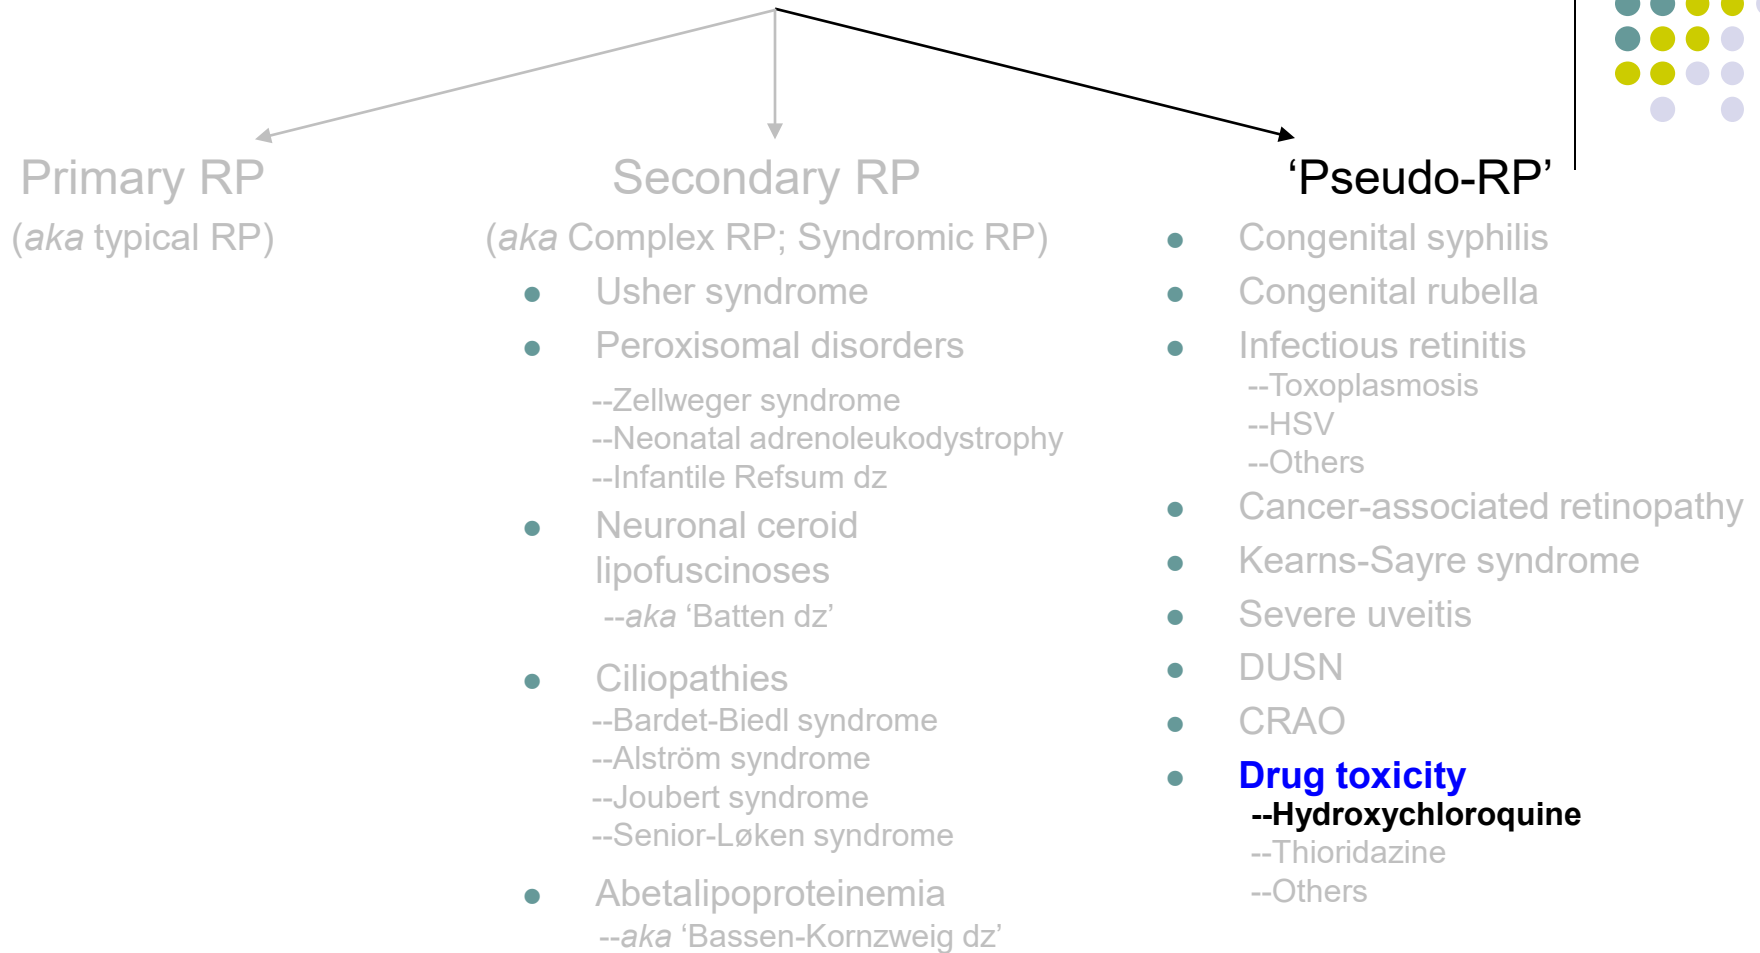 Primary RP
(aka typical RP)
Secondary RP
(aka Complex RP; Syndromic RP)
● Usher syndrome
● Peroxisomal disorders
--Zellweger syndrome
--Neonatal adrenoleukodystrophy
--Infantile Refsum dz
● Neuronal ceroid
lipofuscinoses
--aka ‘Batten dz’
● Ciliopathies
--Bardet-Biedl syndrome
--Alström syndrome
--Joubert syndrome
--Senior-Løken syndrome
● Abetalipoproteinemia
--aka ‘Bassen-Kornzweig dz’
‘Pseudo-RP’
● Congenital syphilis
● Congenital rubella
● Infectious retinitis
--Toxoplasmosis
--HSV
--Others
● Cancer-associated retinopathy
● Kearns-Sayre syndrome
● Severe uveitis
● DUSN
● CRAO
● Drug toxicity
--Hydroxychloroquine
--Thioridazine
--Others